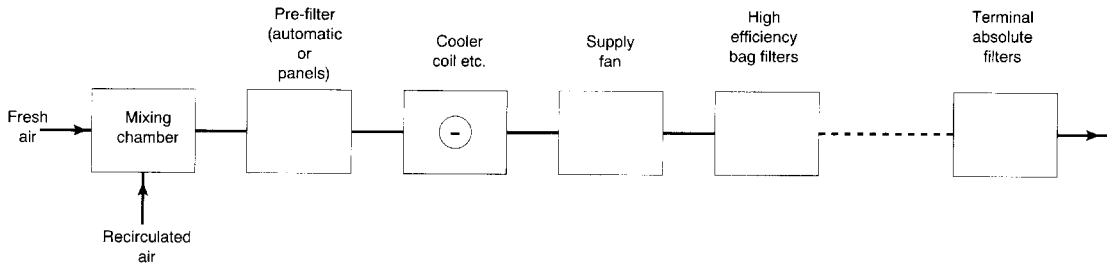 Pre-filter
(automatic
or
panels)
Cooler
coil etc.
Supply
fan
High
efficiency
bag filters
Terminal
absolute
filters
Fresh
air
Mixing
chamber
Recirculated
air